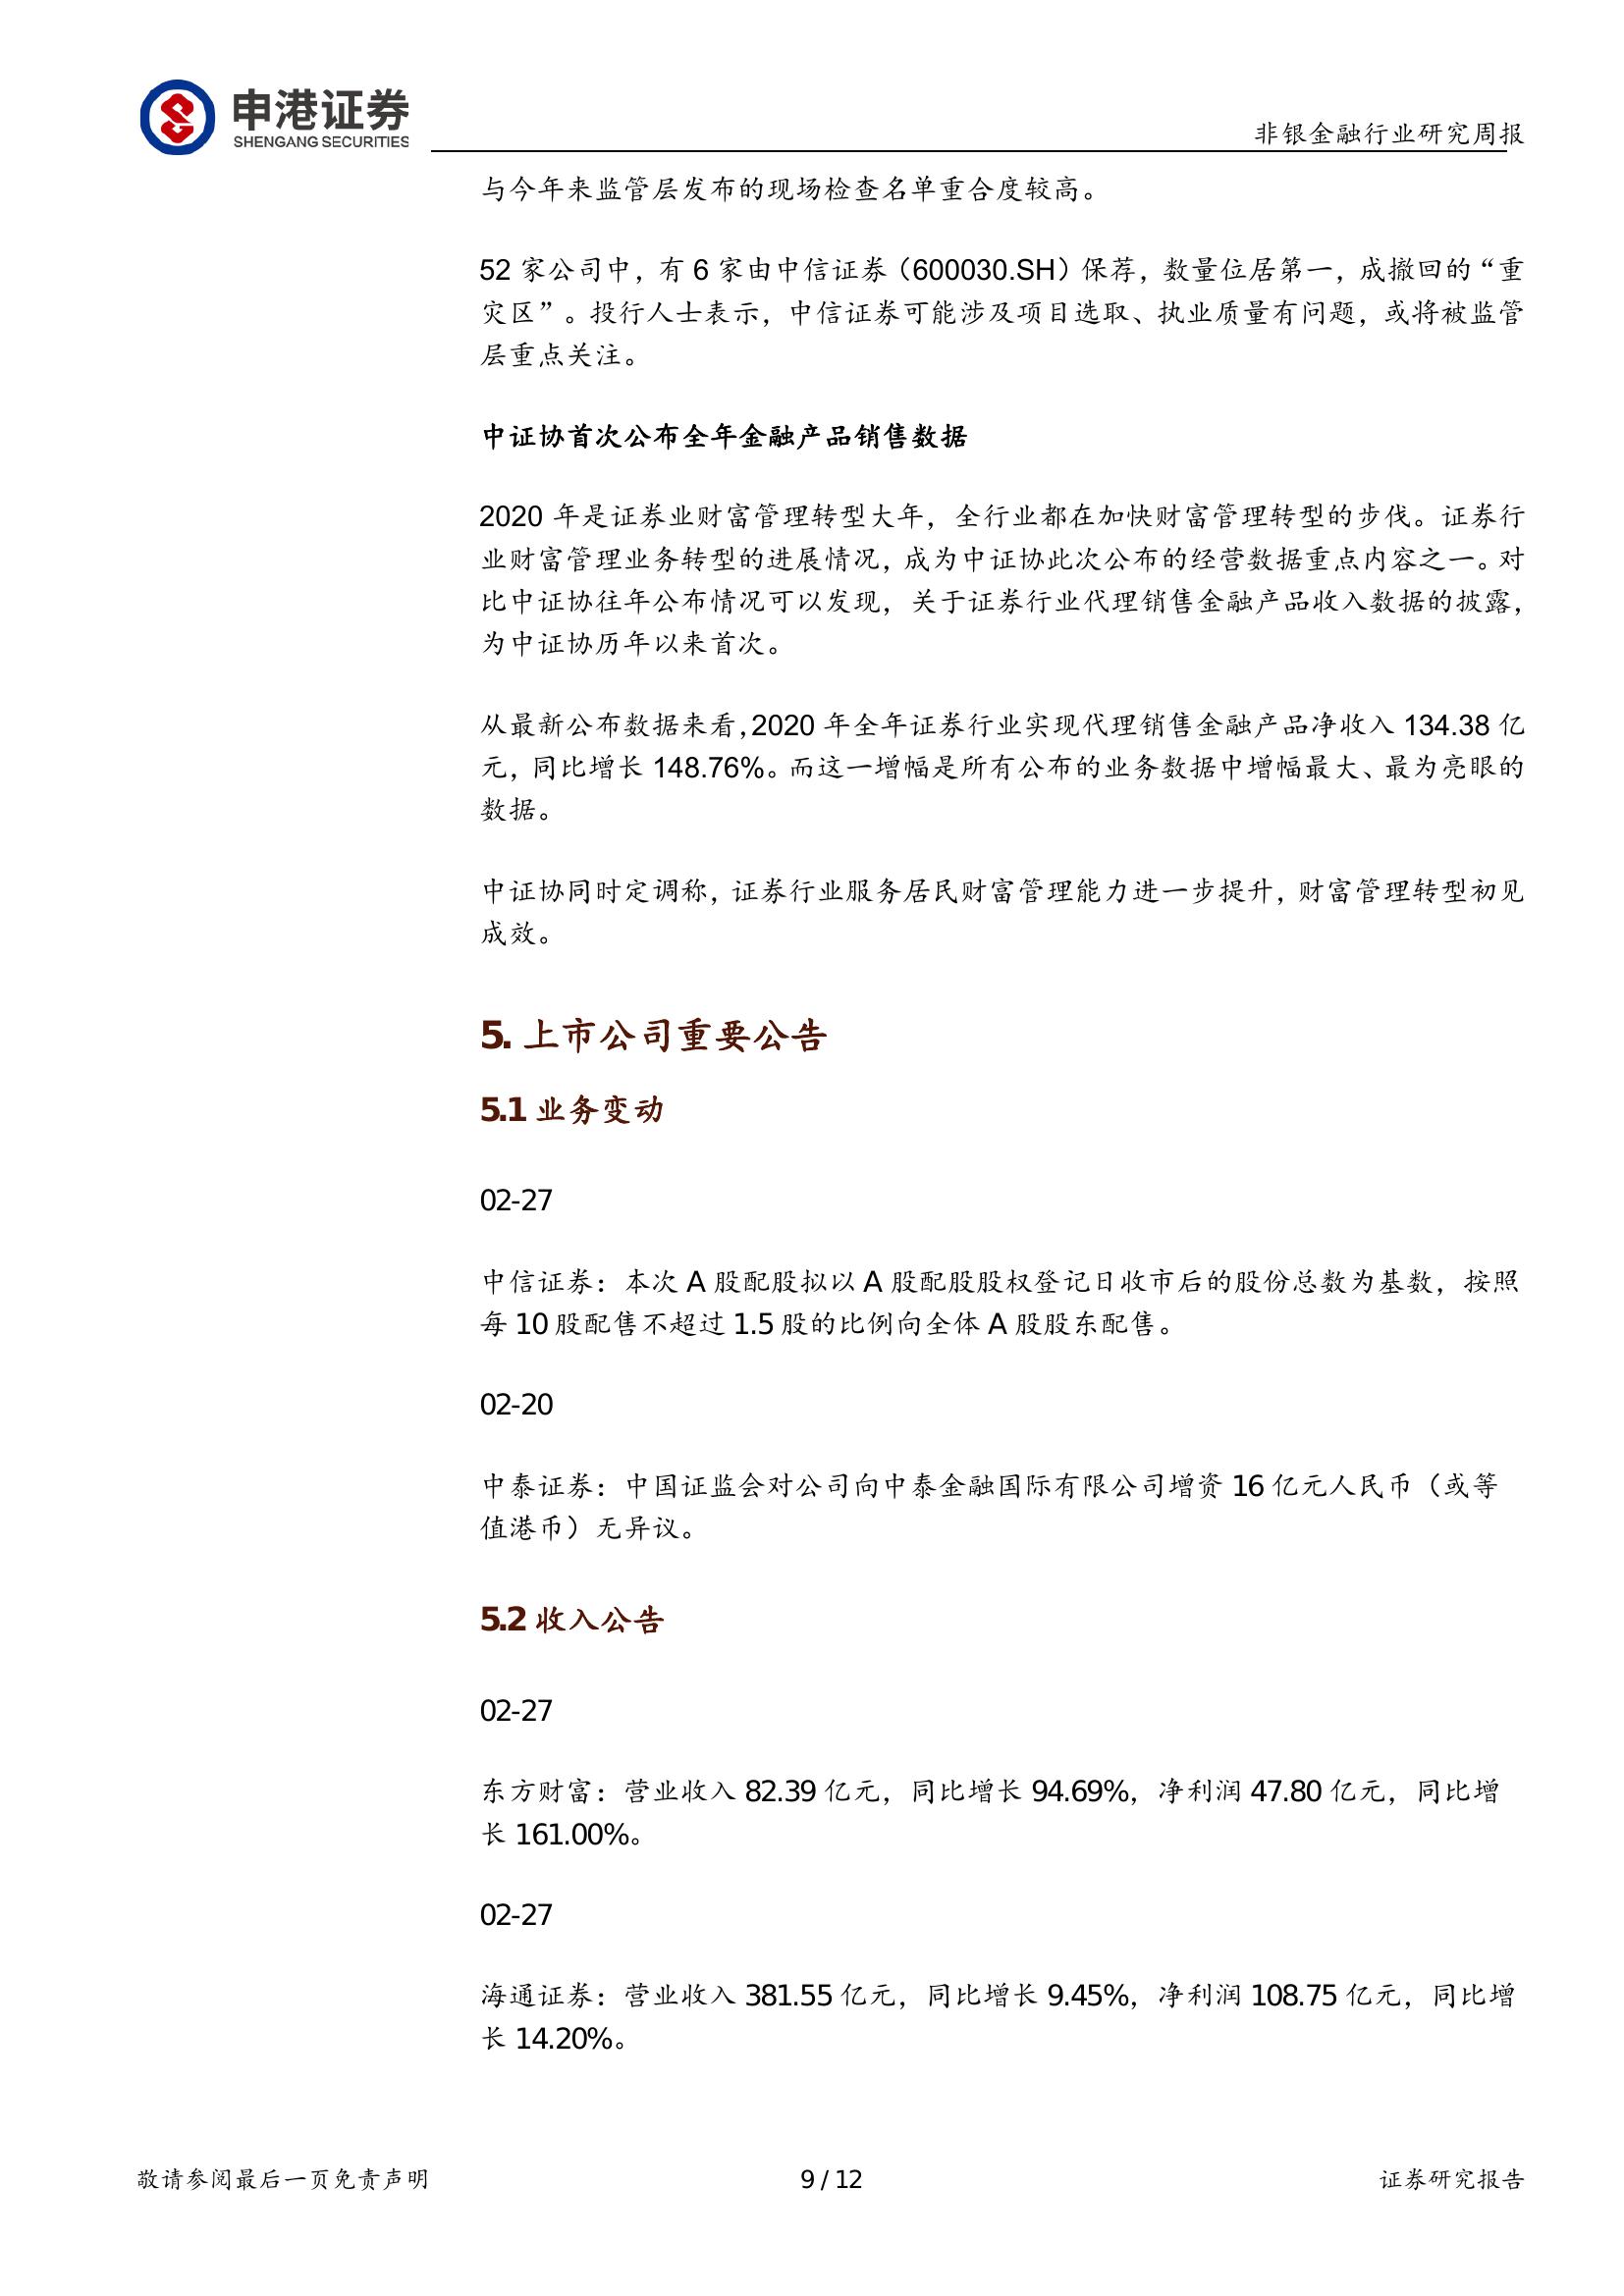 申港证券
SHENGANG SECURITIES
非银金融行业研究周报
与今年来监管层发布的现场检查名单重合度较高。
52 家公司中，有 6 家由中信证券（600030.SH）保荐，数量位居第一，成撤回的“重
灾区”。投行人士表示，中信证券可能涉及项目选取、执业质量有问题，或将被监管
层重点关注。
中证协首次公布全年金融产品销售数据
2020 年是证券业财富管理转型大年，全行业都在加快财富管理转型的步伐。证券行
业财富管理业务转型的进展情况，成为中证协此次公布的经营数据重点内容之一。对
比中证协往年公布情况可以发现，关于证券行业代理销售金融产品收入数据的披露，
为中证协历年以来首次。
从最新公布数据来看，2020 年全年证券行业实现代理销售金融产品净收入 134.38 亿
元，同比增长 148.76%。而这一增幅是所有公布的业务数据中增幅最大、最为亮眼的
数据。
中证协同时定调称，证券行业服务居民财富管理能力进一步提升，财富管理转型初见
成效。
5. 上市公司重要公告
5.1 业务变动
02-27
中信证券：本次 A 股配股拟以 A 股配股股权登记日收市后的股份总数为基数，按照
每 10 股配售不超过 1.5 股的比例向全体 A 股股东配售。
02-20
中泰证券：中国证监会对公司向中泰金融国际有限公司增资 16 亿元人民币（或等
值港币）无异议。
5.2 收入公告
02-27
东方财富：营业收入 82.39 亿元，同比增长 94.69%，净利润 47.80 亿元，同比增
长 161.00%。
02-27
海通证券：营业收入 381.55 亿元，同比增长 9.45%，净利润 108.75 亿元，同比增
长 14.20%。
敬请参阅最后一页免责声明
9 / 12
证券研究报告